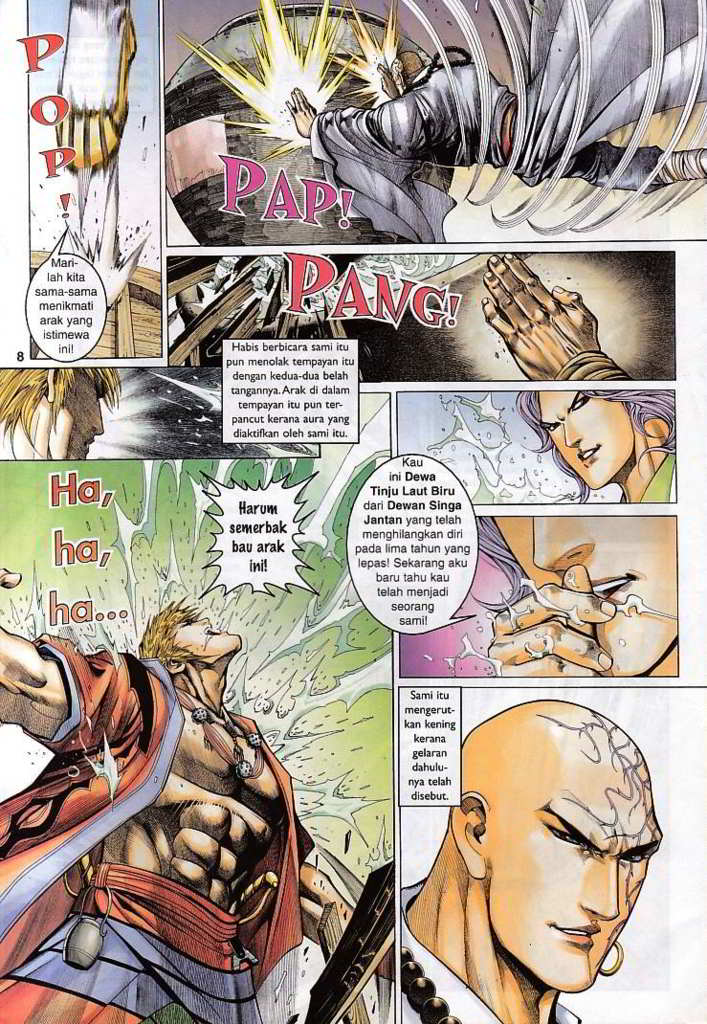 POP!
PAP!
Mari-
lah kita
sama-sama
menikmati
arak yang
istimewa
ini!
8
PANG!
Habis berbicara sami itu
pun menolak tempayan itu
dengan kedua-dua belah
tangannya. Arak di dalam
tempayan itu pun ter-
pancut kerana aura yang
diaktifkan oleh sami itu.
Ha,
ha,
ha...
Harum
semerbak
bau arak
ini!
Kau
ini Dewa
Tinju Laut Biru
dari Dewan Singa
Jantan yang telah
menghilangkan diri
pada lima tahun yang
lepas! Sekarang aku
baru tahu kau
telah menjadi
seorang
sami!
Sami itu
mengerut-
kan kening
kerana
gelaran
dahulu-
nya telah
disebut.